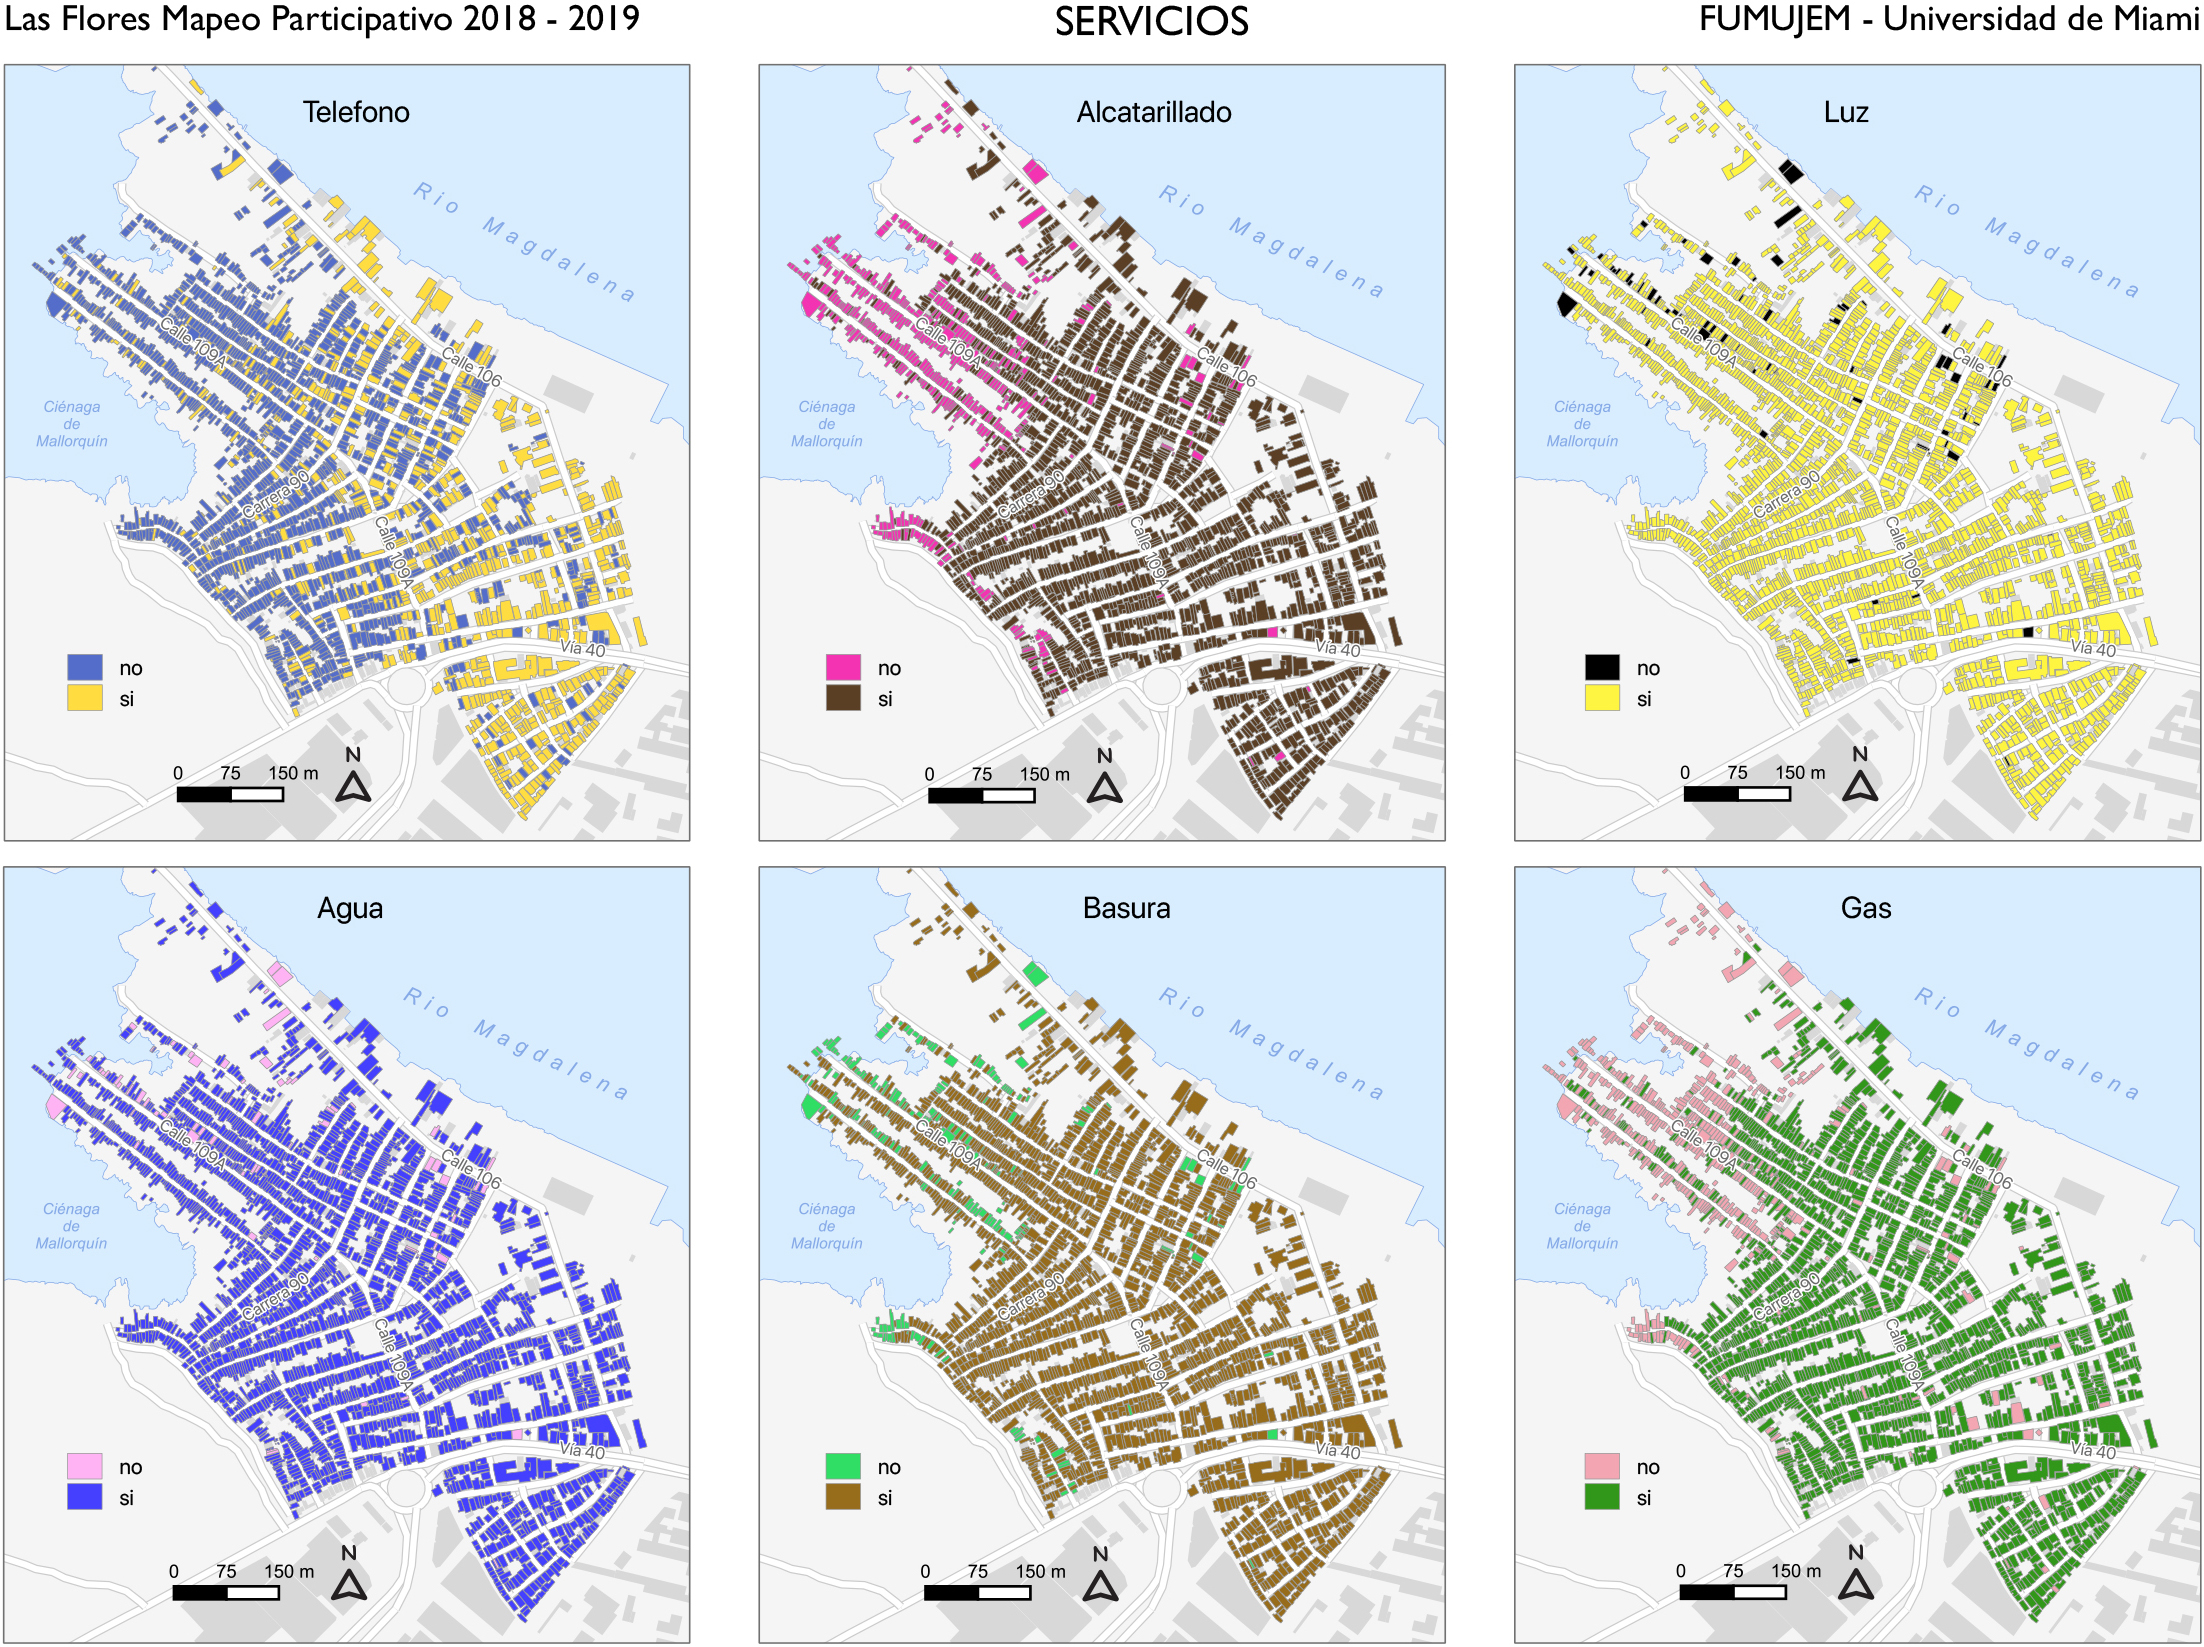 Las Flores Mapeo Participativo 2018 - 2019
SERVICIOS
FUMUJEM - Universidad de Miami
Telefono
Rio Magdalena
Calle 109A
Calle 106
Ciénaga
de
Mallorquín
Carrera 90
Calle 109A
Vía 40
no
si
0 75 150 m
N
Alcatarillado
Rio Magdalena
Calle 109A
Calle 106
Ciénaga
de
Mallorquín
Carrera 90
Calle 109A
Vía 40
no
si
0 75 150 m
N
Luz
Rio Magdalena
Calle 109A
Calle 106
Ciénaga
de
Mallorquín
Carrera 90
Calle 109A
Vía 40
no
si
0 75 150 m
N
Agua
Rio Magdalena
Calle 109A
Calle 106
Ciénaga
de
Mallorquín
Carrera 90
Calle 109A
Vía 40
no
si
0 75 150 m
N
Basura
Rio Magdalena
Calle 109A
Calle 106
Ciénaga
de
Mallorquín
Carrera 90
Calle 109A
Vía 40
no
si
0 75 150 m
N
Gas
Rio Magdalena
Calle 109A
Calle 106
Ciénaga
de
Mallorquín
Carrera 90
Calle 109A
Vía 40
no
si
0 75 150 m
N